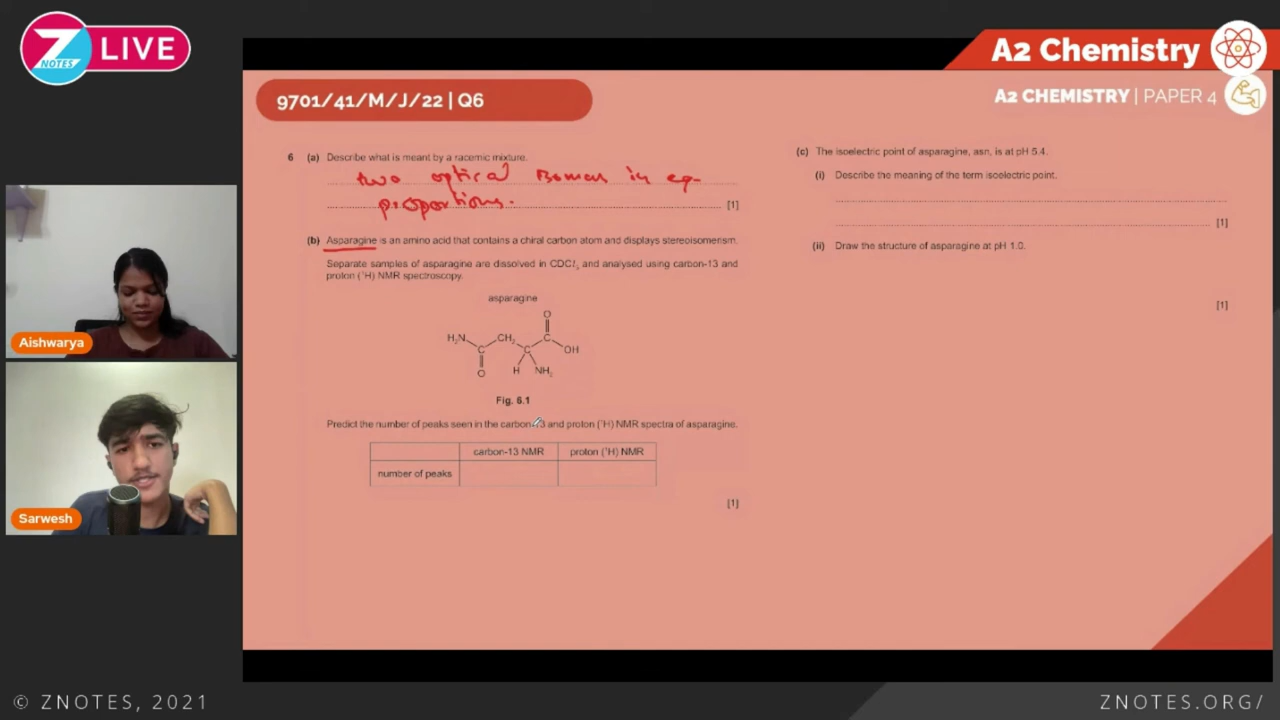 Z NOTES LIVE
A2 Chemistry
9701/41/M/J/22 | Q6
A2 CHEMISTRY | PAPER 4
6 (a) Describe what is meant by a racemic mixture.
two optical in eq-
proportions.
[1]
(b) Asparagine is an amino acid that contains a chiral carbon atom and displays stereoisomerism.
Separate samples of asparagine are dissolved in CDCl₃ and analysed using carbon-13 and
proton (¹H) NMR spectroscopy.
asparagine
O
H₂N CH₂ C
C C OH
O H NH₂
Fig. 6.1
Predict the number of peaks seen in the carbon-13 and proton (¹H) NMR spectra of asparagine.
carbon-13 NMR proton (¹H) NMR
number of peaks
[1]
(c) The isoelectric point of asparagine, asn, is at pH 5.4.
(i) Describe the meaning of the term isoelectric point.
[1]
(ii) Draw the structure of asparagine at pH 1.0.
[1]
Aishwarya
Sarwesh
© ZNOTES, 2021
ZNOTES.ORG/